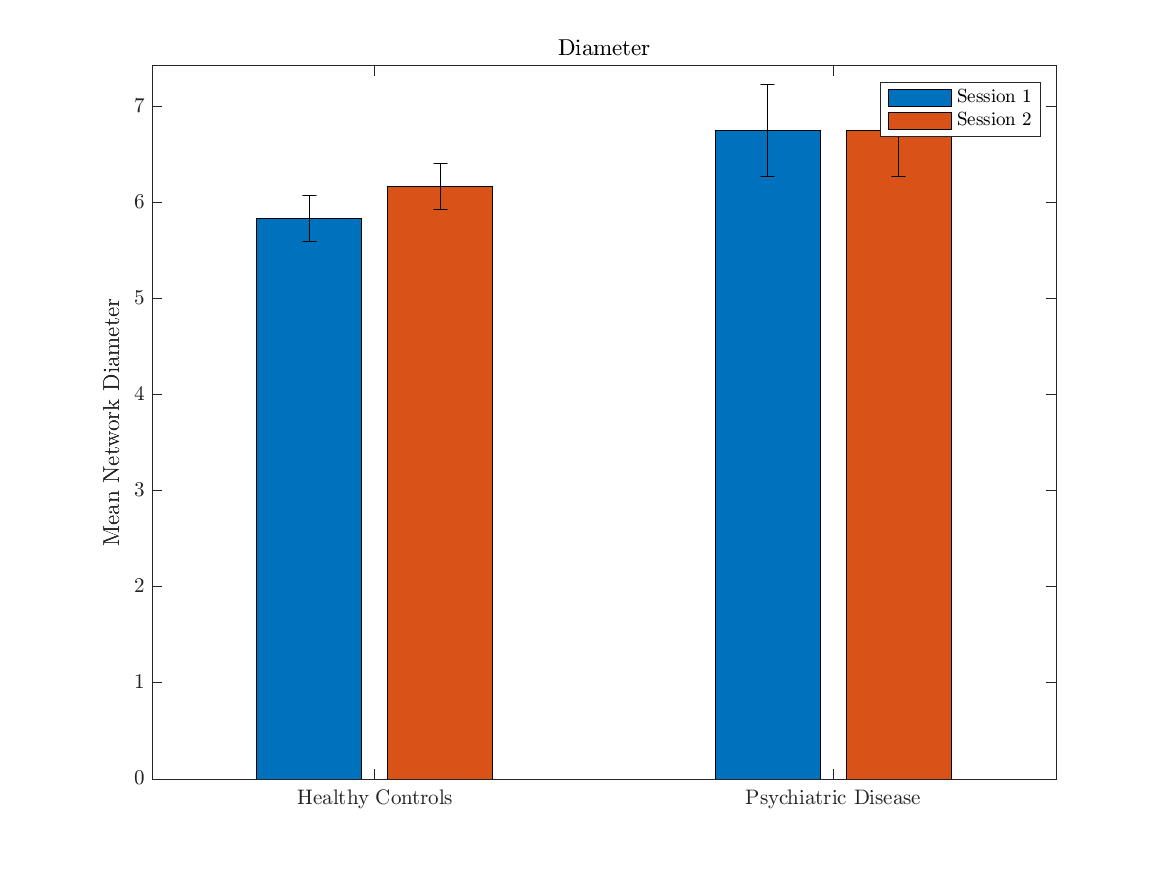 Diameter
Session 1
Session 2
7
6
5
4
3
2
1
0
Mean Network Diameter
Healthy Controls
Psychiatric Disease